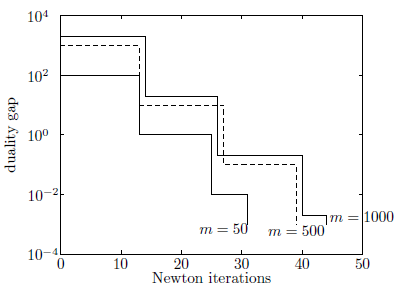 duality gap
10^4
10^2
10^0
10^−2
10^−4
m = 50
m = 500
m = 1000
0 10 20 30 40 50
Newton iterations